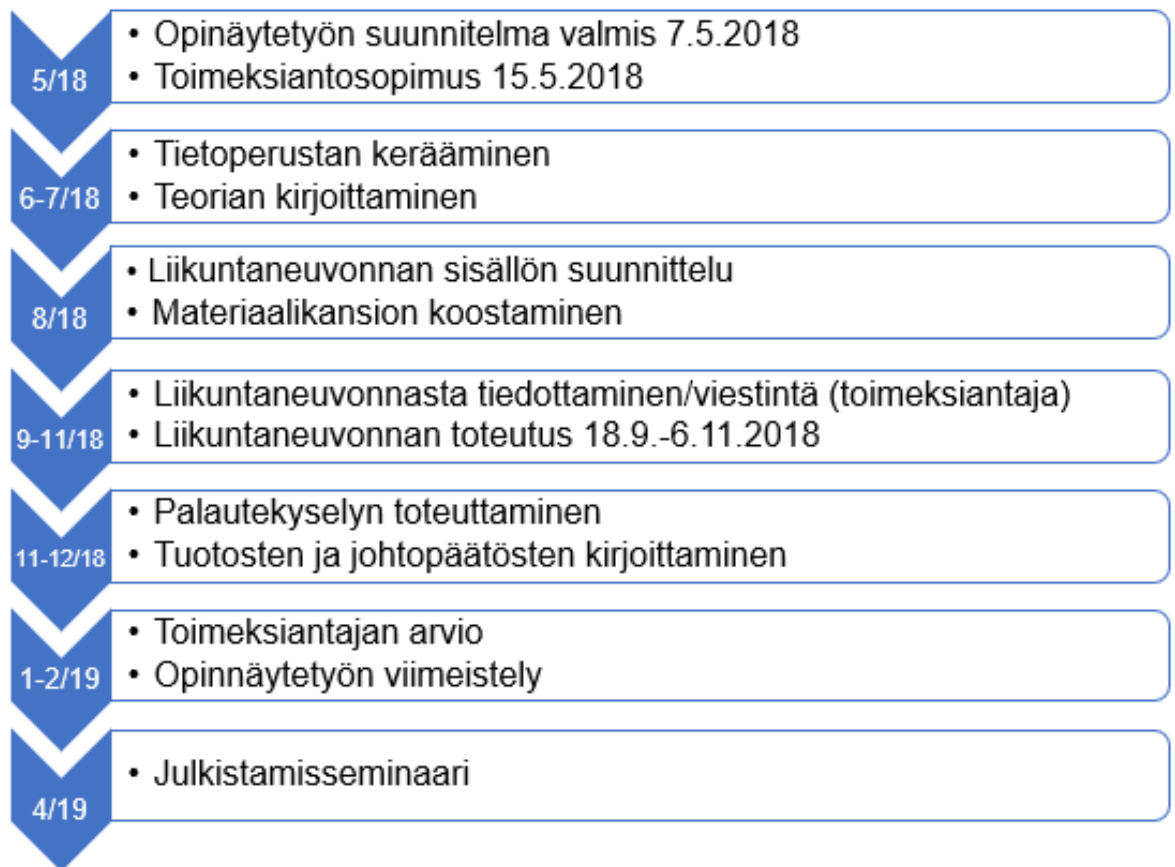 • Opinäytetyön suunnitelma valmis 7.5.2018
5/18
• Toimeksiantosopimus 15.5.2018
• Tietoperustan kerääminen
6-7/18
• Teorian kirjoittaminen
• Liikuntaneuvonnan sisällön suunnittelu
8/18
• Materiaalikansion koostaminen
• Liikuntaneuvonnasta tiedottaminen/viestintä (toimeksiantaja)
9-11/18
• Liikuntaneuvonnan toteutus 18.9.-6.11.2018
• Palautekyselyn toteuttaminen
11-12/18
• Tuotosten ja johtopäätösten kirjoittaminen
• Toimeksiantajan arvio
1-2/19
• Opinnäytetyön viimeistely
• Julkistamisseminaari
4/19